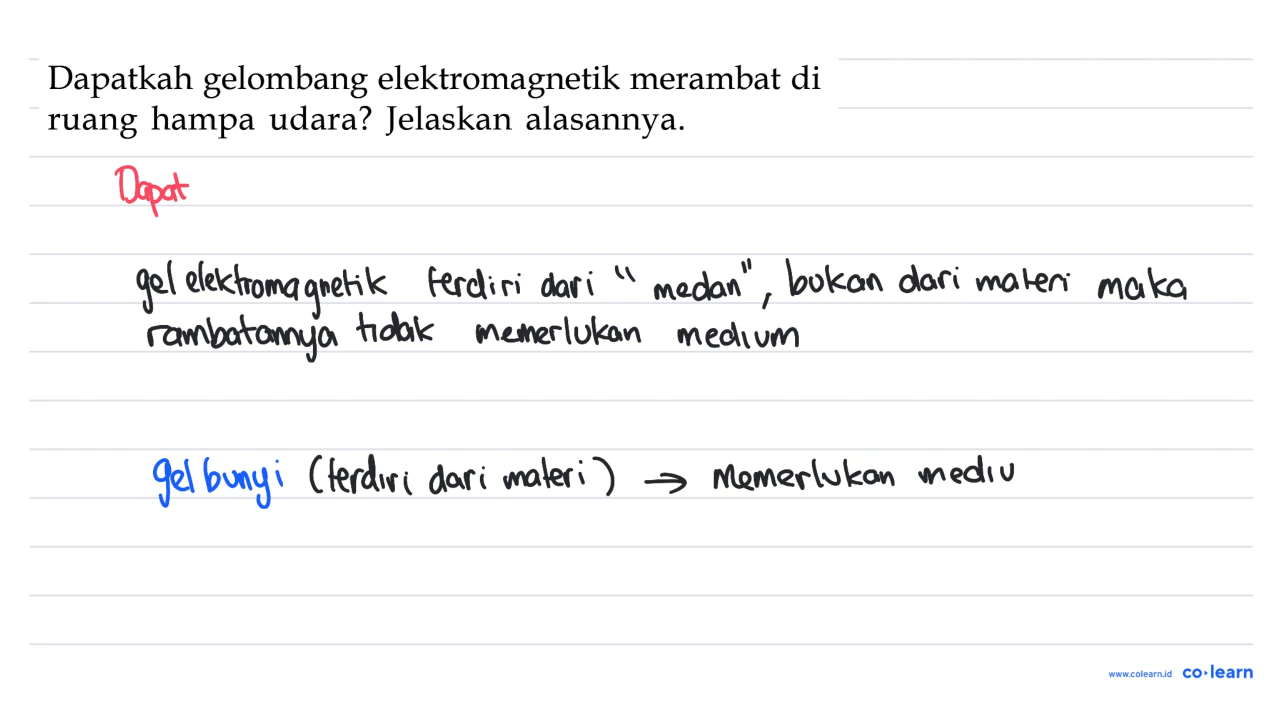 Dapatkah gelombang elektromagnetik merambat di
ruang hampa udara? Jelaskan alasannya.
Dapat
gel elektromagnetik terdiri dari "medan", bukan dari materi maka
rambatannya tidak memerlukan medium
gel bunyi (terdiri dari materi) → memerlukan mediu
www.colearn.id co·learn